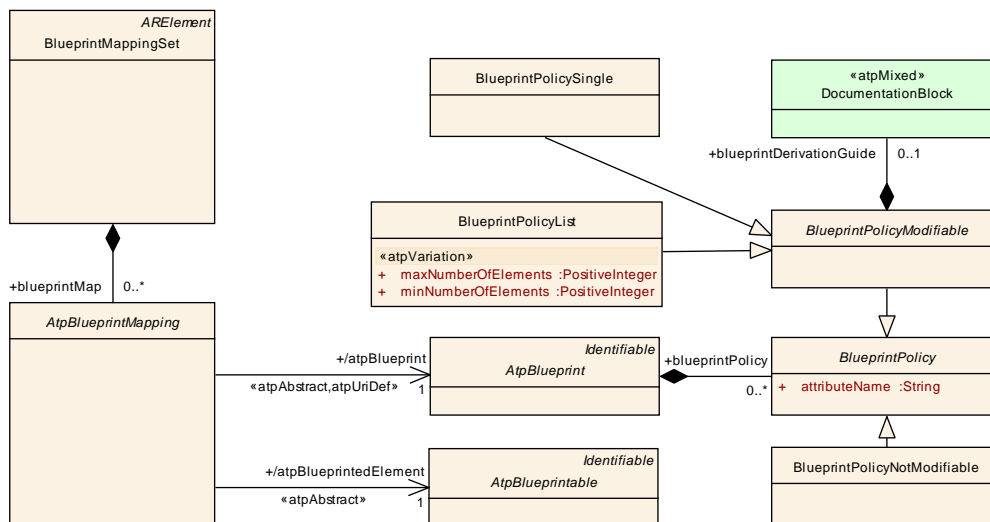 ARElement
BlueprintMappingSet
BlueprintPolicySingle
«atpMixed»
DocumentationBlock
+blueprintDerivationGuide 0..1
BlueprintPolicyList
«atpVariation»
+ maxNumberOfElements :PositiveInteger
+ minNumberOfElements :PositiveInteger
BlueprintPolicyModifiable
+blueprintMap 0..*
AtpBlueprintMapping
+/atpBlueprint
«atpAbstract,atpUriDef» 1
Identifiable
AtpBlueprint
+blueprintPolicy
0..*
BlueprintPolicy
+ attributeName :String
+/atpBlueprintedElement
«atpAbstract» 1
Identifiable
AtpBlueprintable
BlueprintPolicyNotModifiable